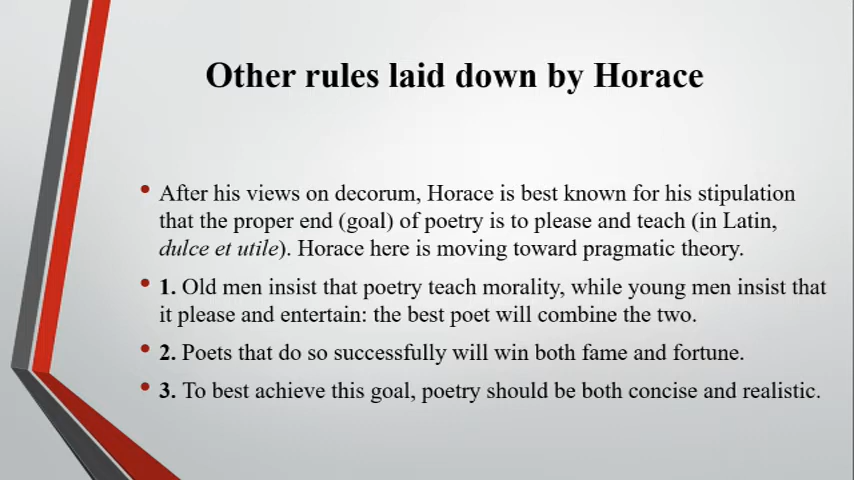 Other rules laid down by Horace
• After his views on decorum, Horace is best known for his stipulation
that the proper end (goal) of poetry is to please and teach (in Latin,
dulce et utile). Horace here is moving toward pragmatic theory.
• 1. Old men insist that poetry teach morality, while young men insist that
it please and entertain: the best poet will combine the two.
• 2. Poets that do so successfully will win both fame and fortune.
• 3. To best achieve this goal, poetry should be both concise and realistic.